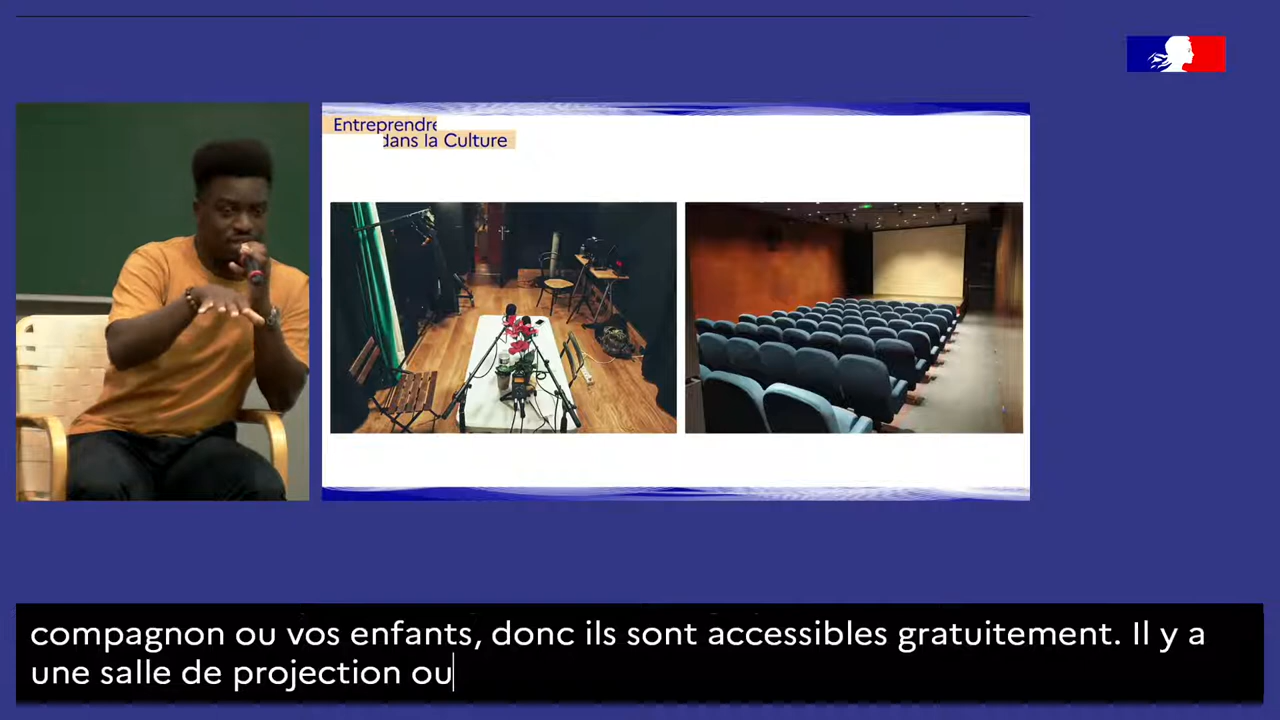 Entreprendre
dans la Culture
compagnon ou vos enfants, donc ils sont accessibles gratuitement. Il y a
une salle de projection ou